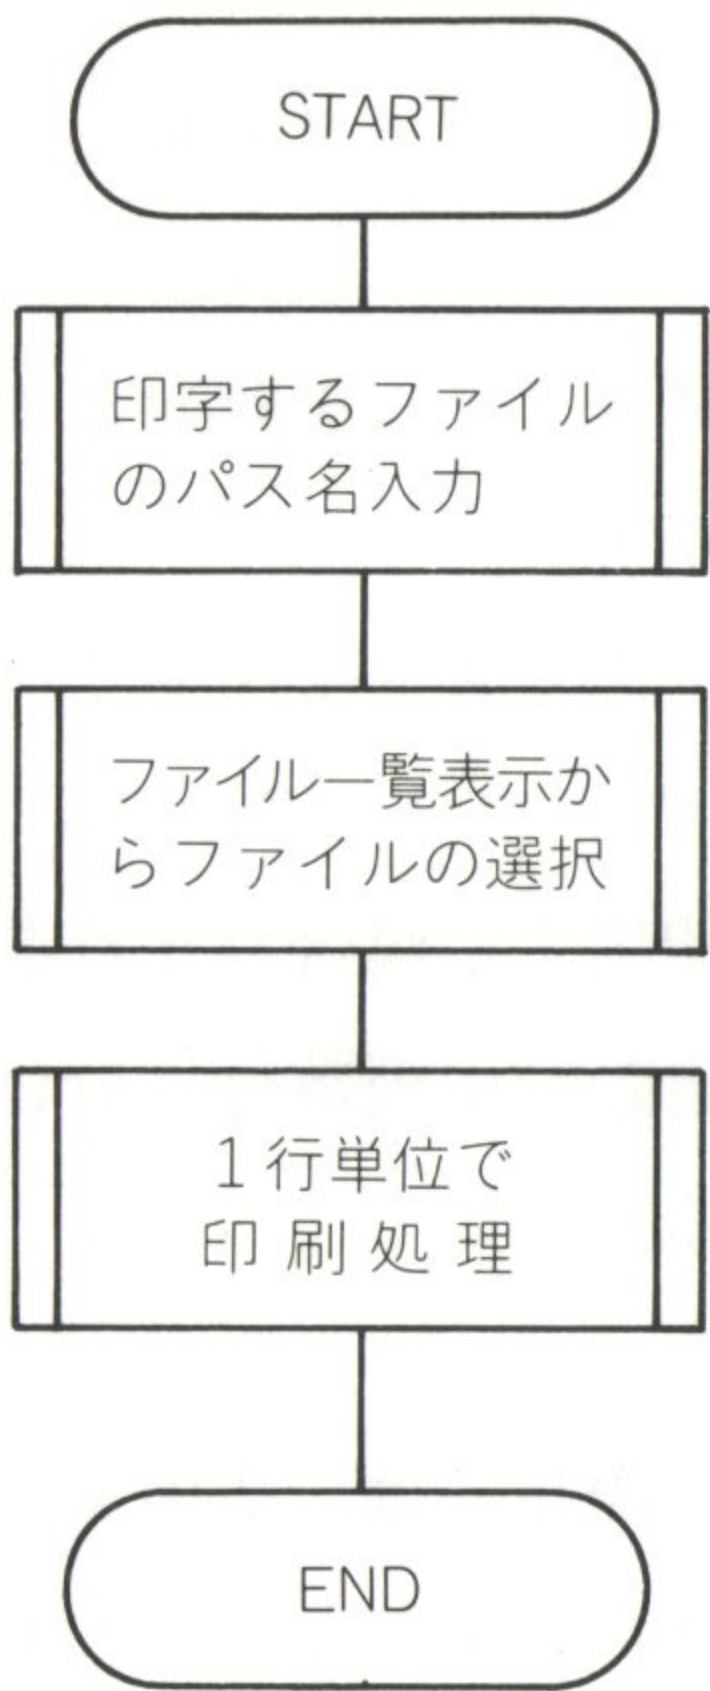 START
印字するファイル
のパス名入力
ファイル一覧表示か
らファイルの選択
1行単位で
印刷処理
END